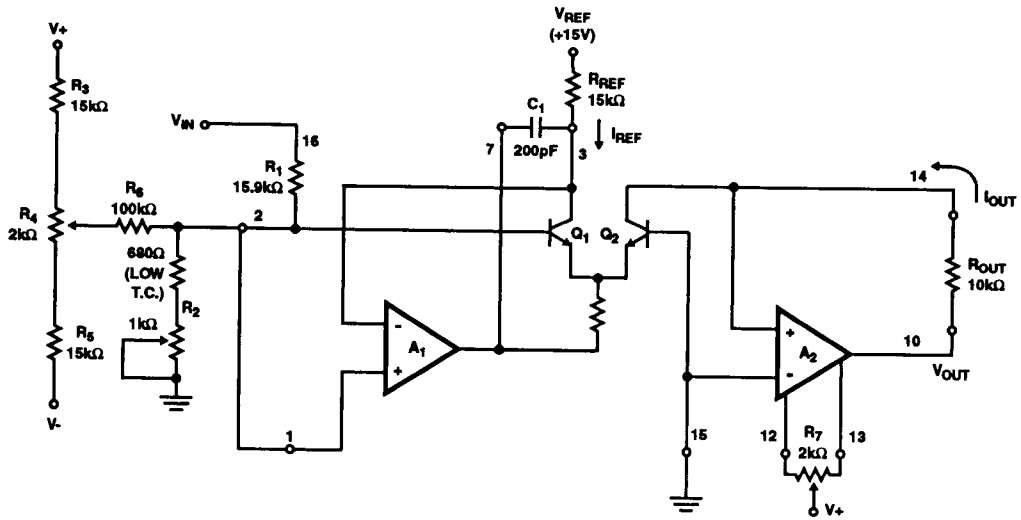 V+
R3
15kΩ
R4
2kΩ
R5
15kΩ
V-
R6
100kΩ
680Ω
(LOW
T.C.)
R2
1kΩ
VIN
16
R1
15.9kΩ
2
1
A1
-
+
7
C1
200pF
3
VREF
(+15V)
RREF
15kΩ
IREF
Q1
Q2
15
14
IOUT
ROUT
10kΩ
10
VOUT
A2
+
-
12
R7
2kΩ
13
V+